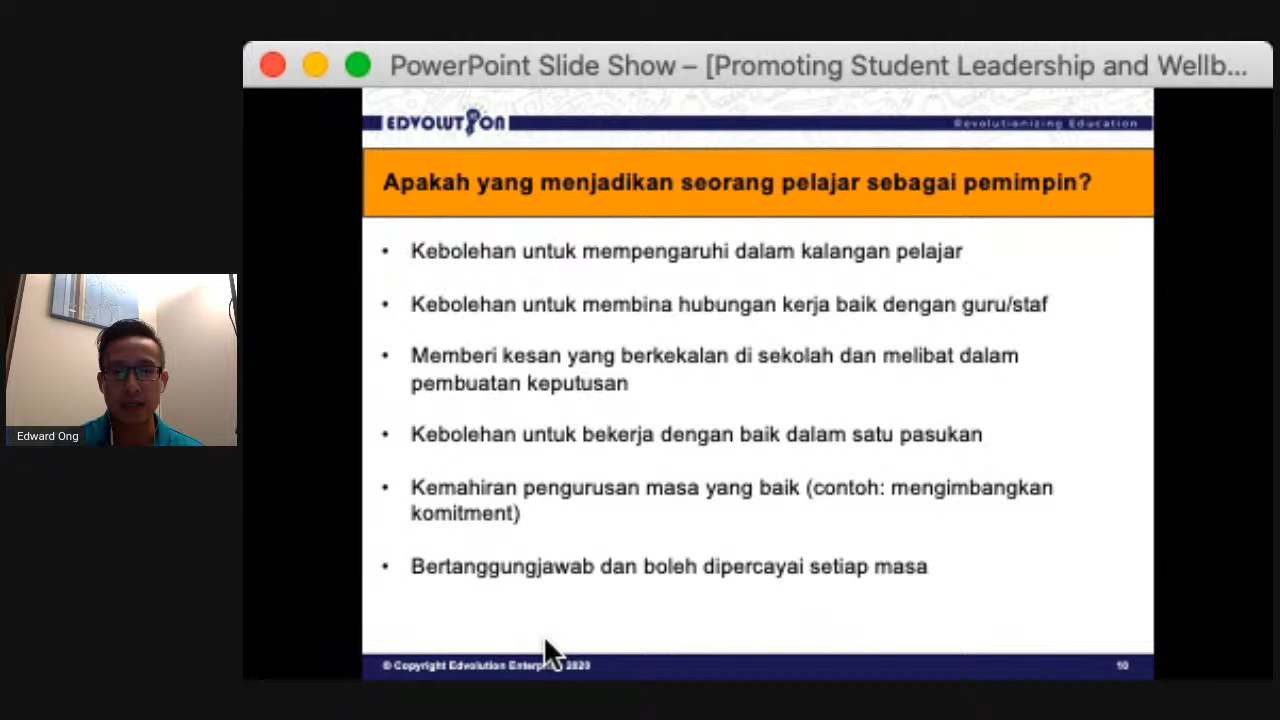 PowerPoint Slide Show – [Promoting Student Leadership and Wellb...
EDVOLUTION
Revolutionizing Education
Apakah yang menjadikan seorang pelajar sebagai pemimpin?
• Kebolehan untuk mempengaruhi dalam kalangan pelajar
• Kebolehan untuk membina hubungan kerja baik dengan guru/staf
• Memberi kesan yang berkekalan di sekolah dan melibat dalam
pembuatan keputusan
• Kebolehan untuk bekerja dengan baik dalam satu pasukan
• Kemahiran pengurusan masa yang baik (contoh: mengimbangkan
komitment)
• Bertanggungjawab dan boleh dipercayai setiap masa
Edward Ong
© Copyright Edvolution Enterprise 2020
10